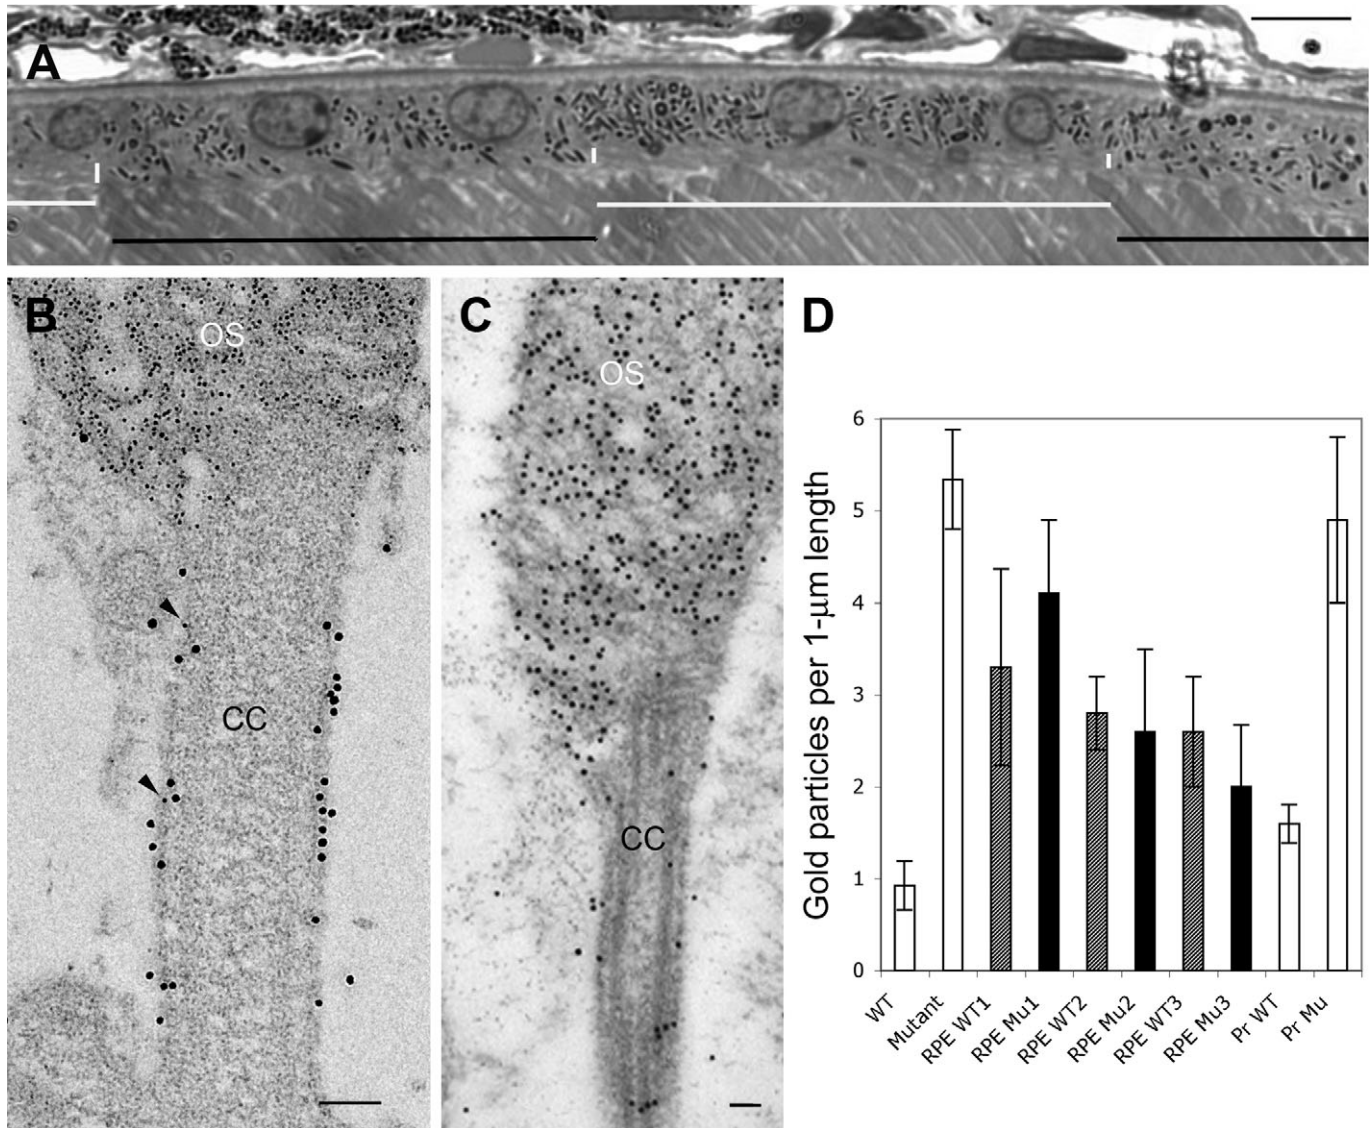 A
B
OS
CC
C
OS
CC
D
Gold particles per 1-μm length
6
5
4
3
2
1
0
WT
Mutant
RPE WT1
RPE Mu1
RPE WT2
RPE Mu2
RPE WT3
RPE Mu3
Pr WT
Pr Mu